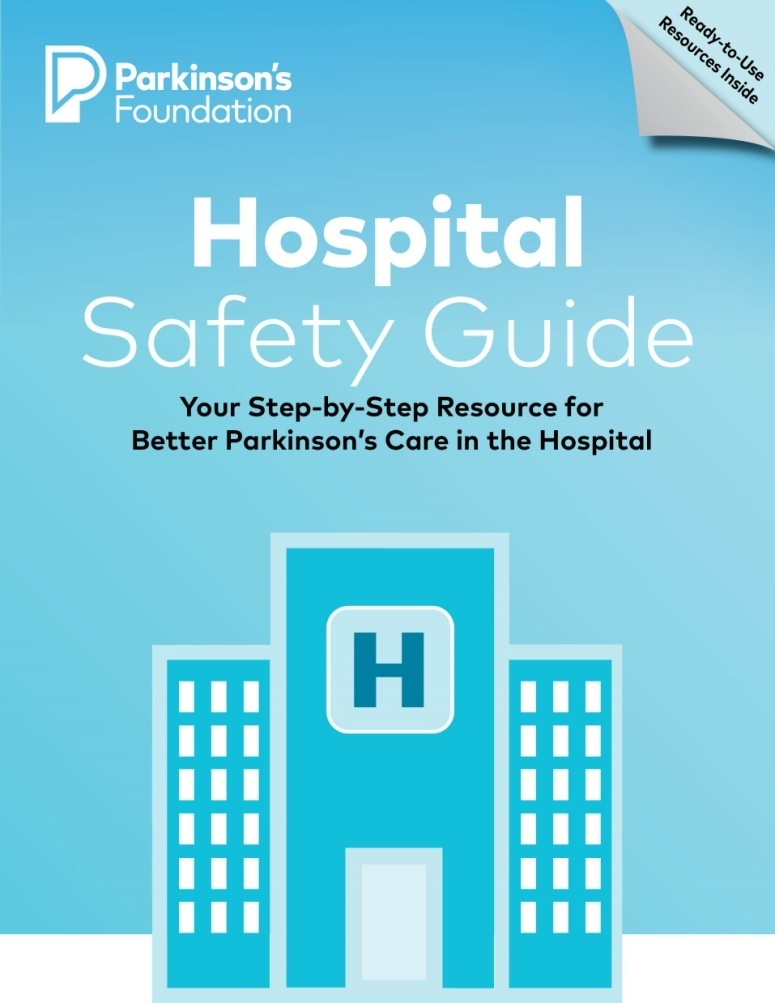 Ready-to-Use
Resources Inside
Parkinson's
Foundation
Hospital
Safety Guide
Your Step-by-Step Resource for
Better Parkinson's Care in the Hospital
H